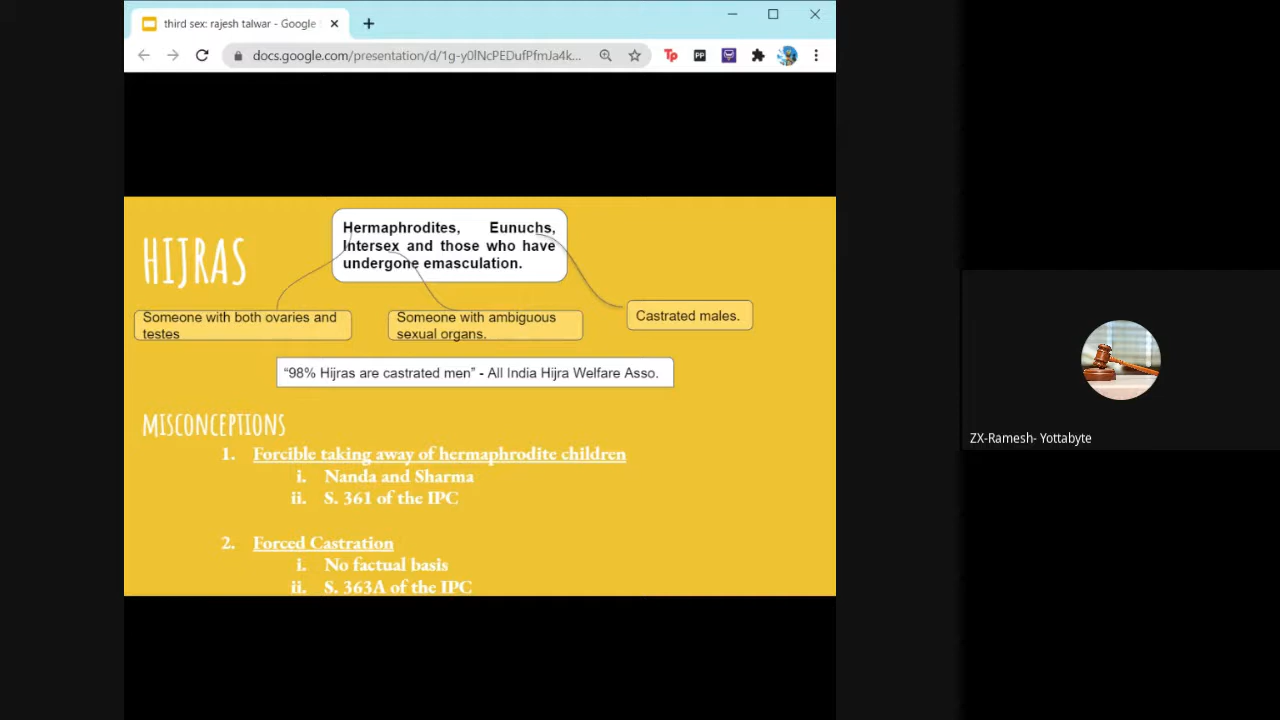 third sex: rajesh talwar - Google
docs.google.com/presentation/d/1g-y0lNcPEDufPfmJa4k...
Tp
PP
HIJRAS
Hermaphrodites, Eunuchs,
Intersex and those who have
undergone emasculation.
Someone with both ovaries and
testes
Someone with ambiguous
sexual organs.
Castrated males.
“98% Hijras are castrated men” - All India Hijra Welfare Asso.
MISCONCEPTIONS
1. Forcible taking away of hermaphrodite children
i. Nanda and Sharma
ii. S. 361 of the IPC
2. Forced Castration
i. No factual basis
ii. S. 363A of the IPC
ZX-Ramesh- Yottabyte